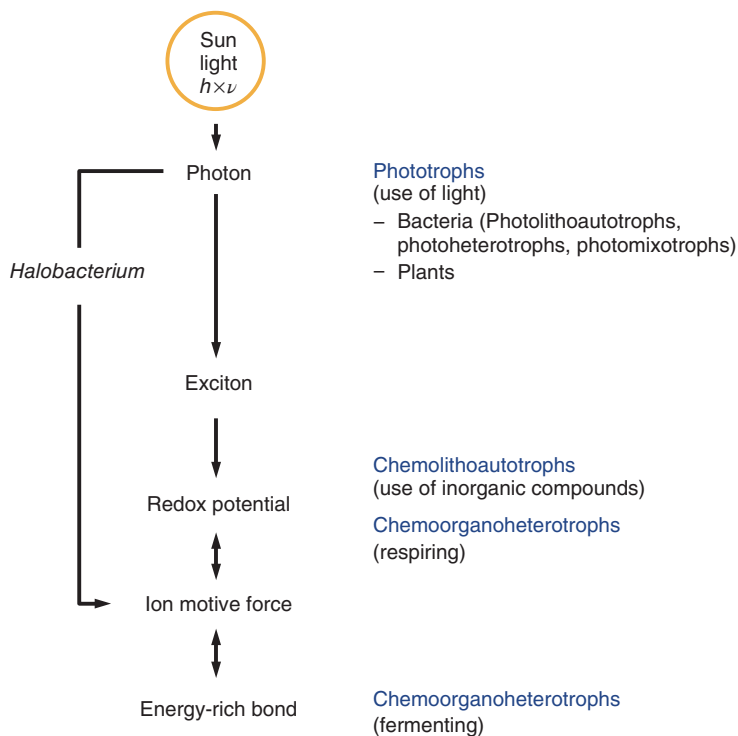 Sun
light
h×ν
Photon
Phototrophs
(use of light)
– Bacteria (Photolithoautotrophs,
photoheterotrophs, photomixotrophs)
– Plants
Halobacterium
Exciton
Chemolithoautotrophs
(use of inorganic compounds)
Redox potential
Chemoorganoheterotrophs
(respiring)
Ion motive force
Energy-rich bond
Chemoorganoheterotrophs
(fermenting)